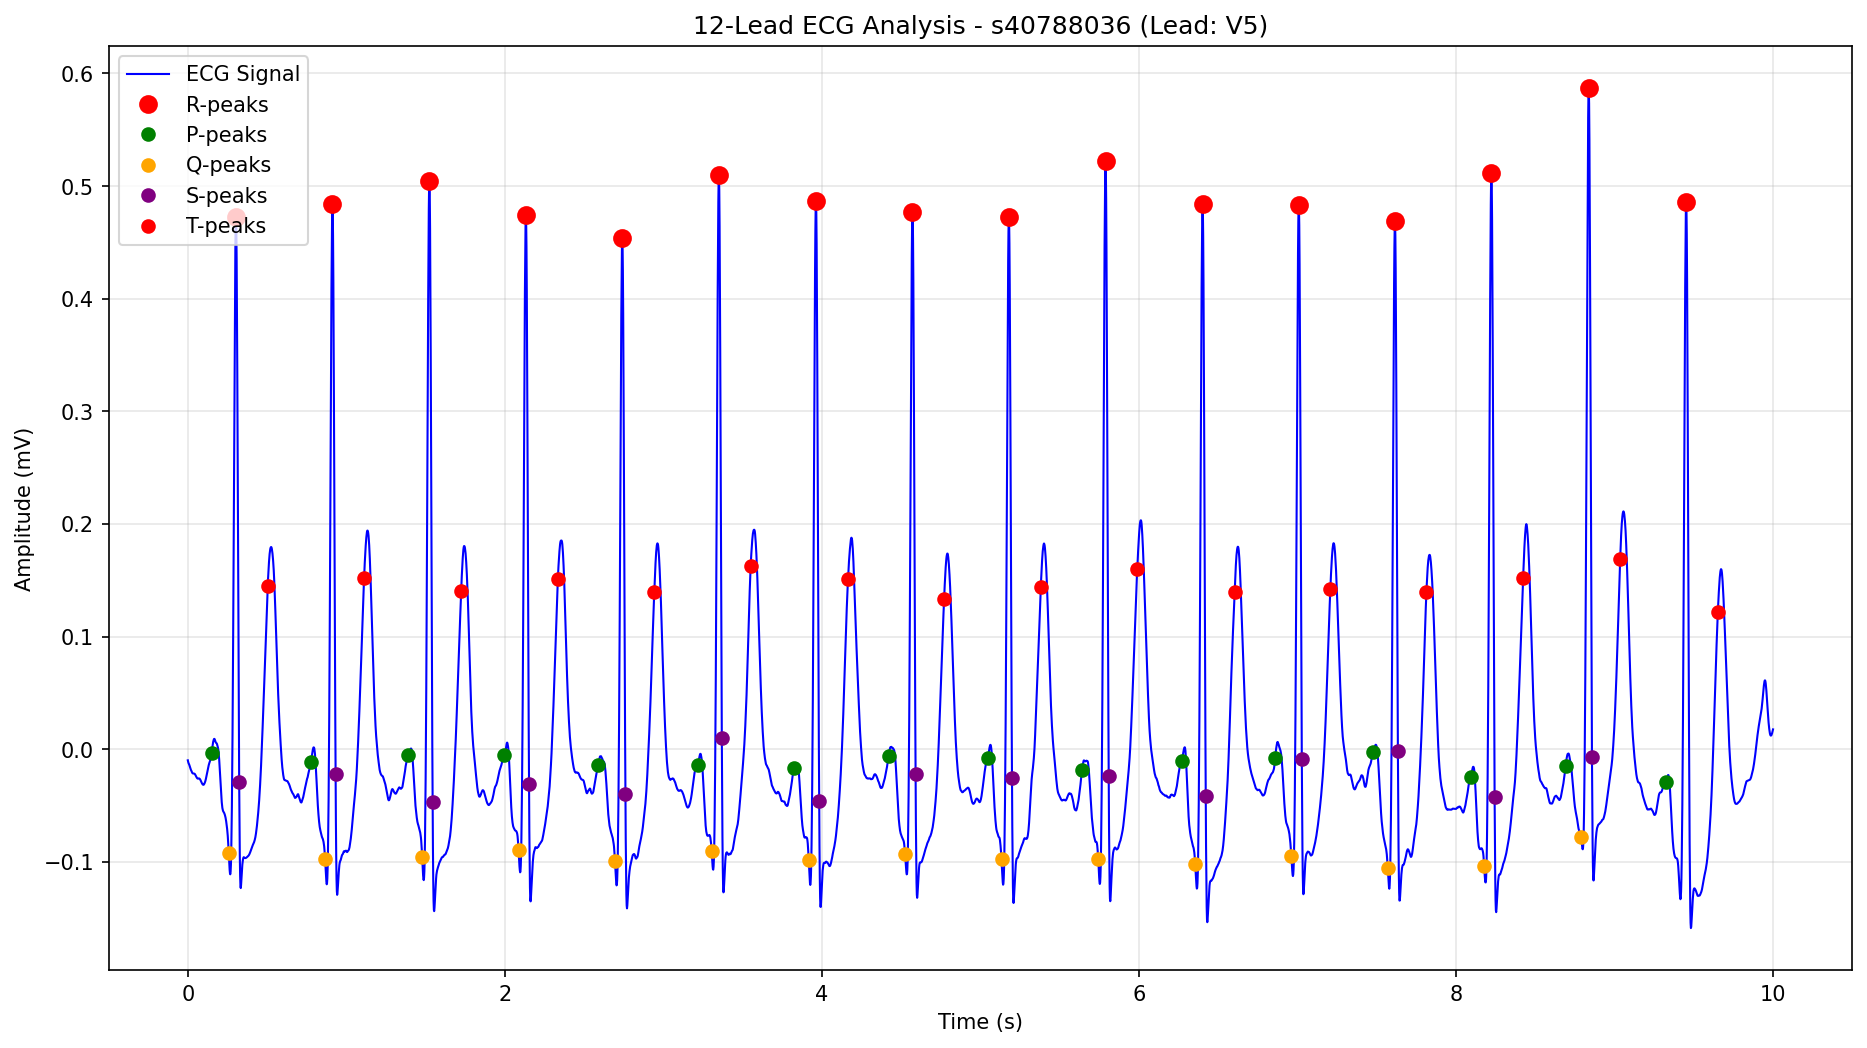 12-Lead ECG Analysis - s40788036 (Lead: V5)
ECG Signal
R-peaks
P-peaks
Q-peaks
S-peaks
T-peaks
0.6
0.5
0.4
0.3
0.2
0.1
0.0
−0.1
Amplitude (mV)
0 2 4 6 8 10
Time (s)